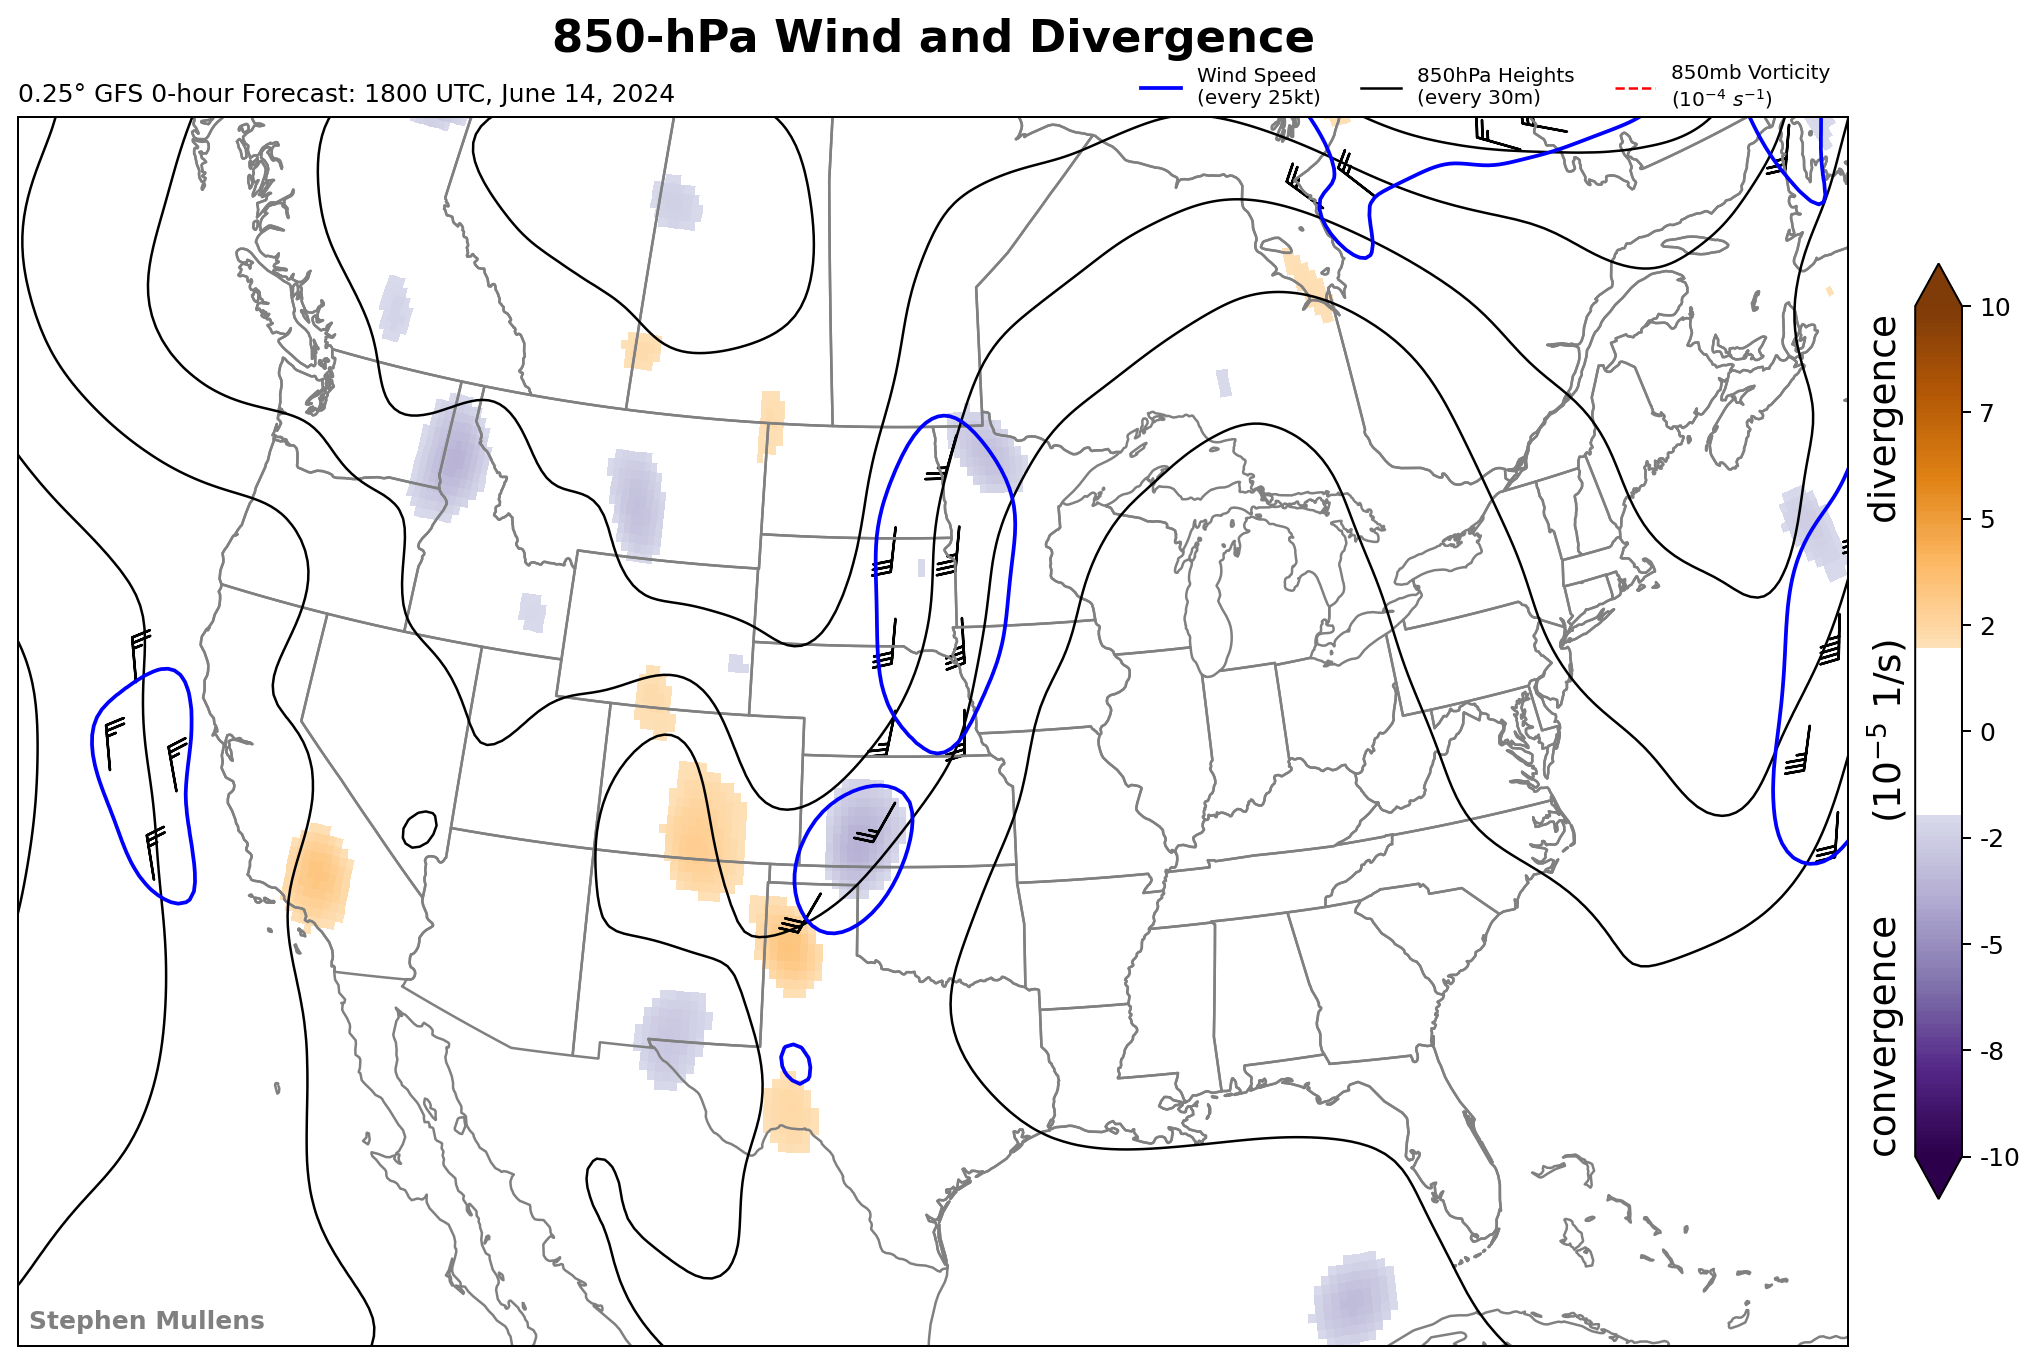 850-hPa Wind and Divergence
0.25° GFS 0-hour Forecast: 1800 UTC, June 14, 2024
Wind Speed
(every 25kt)
850hPa Heights
(every 30m)
850mb Vorticity
(10⁻⁴ s⁻¹)
10
7
5
2
0
-2
-5
-8
-10
convergence (10⁻⁵ 1/s) divergence
Stephen Mullens